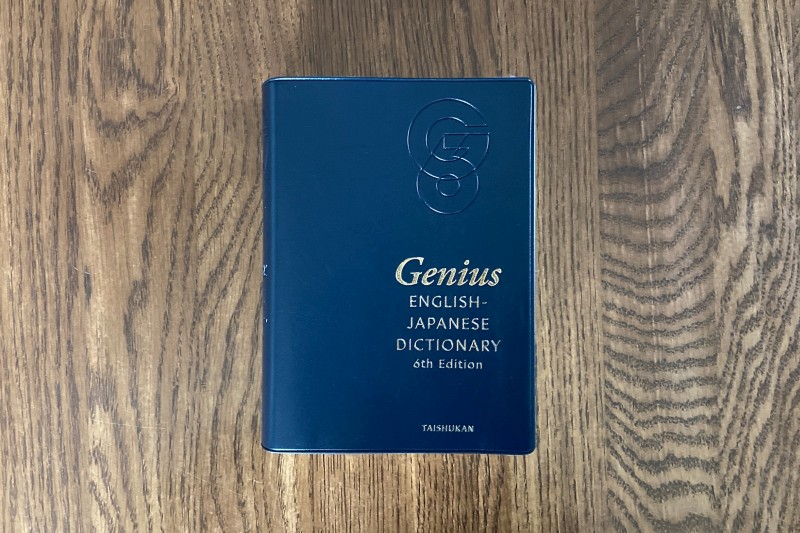 Genius
ENGLISH-
JAPANESE
DICTIONARY
6th Edition
TAISHUKAN